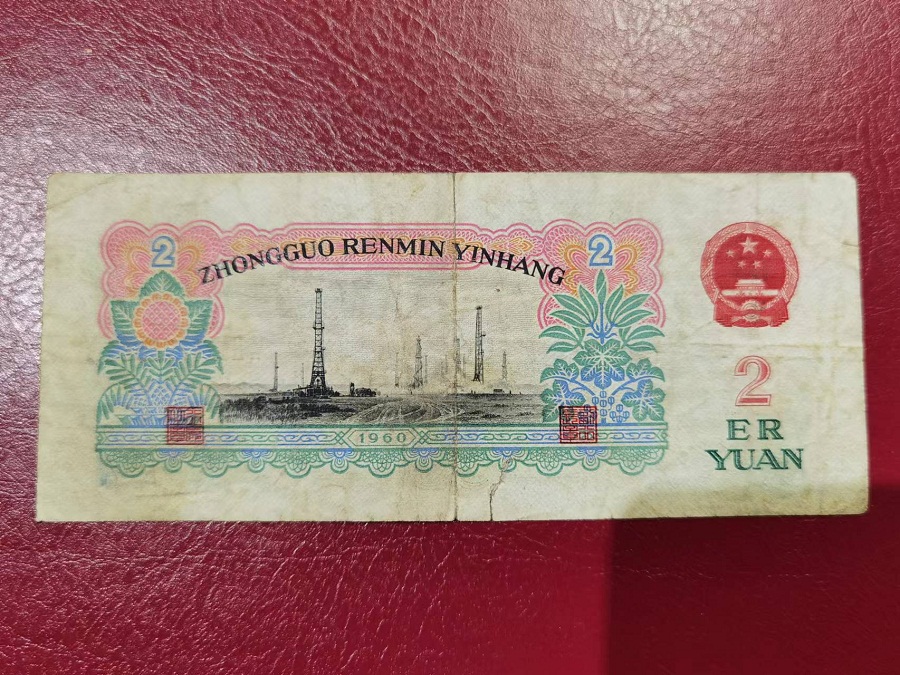 2
2
ZHONGGUO RENMIN YINHANG
1960
2
ER
YUAN